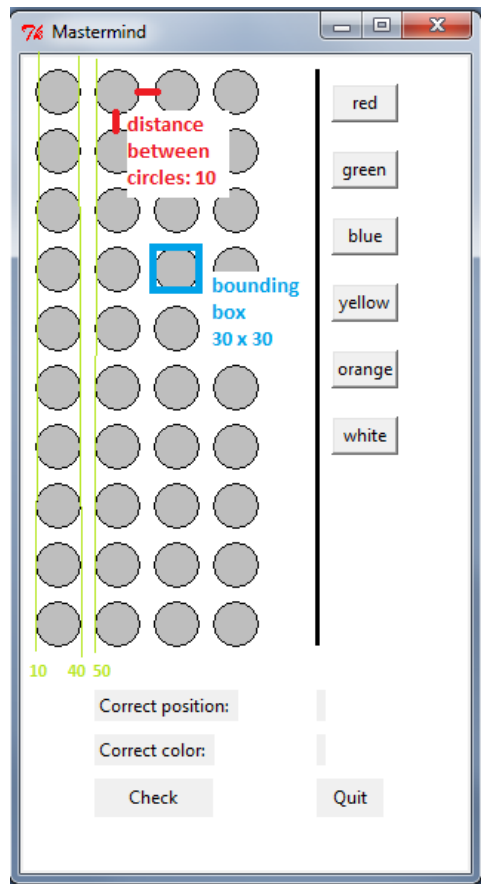 Mastermind
distance
between
circles: 10
bounding
box
30 x 30
red
green
blue
yellow
orange
white
10 40 50
Correct position:
Correct color:
Check Quit